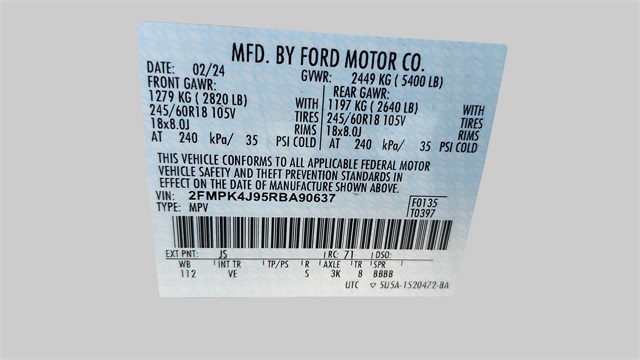 MFD. BY FORD MOTOR CO.
DATE: 02/24 GVWR: 2449 KG ( 5400 LB)
FRONT GAWR: REAR GAWR:
1279 KG ( 2820 LB) 1197 KG ( 2640 LB)
245/60R18 105V WITH TIRES 245/60R18 105V WITH TIRES
18x8.0J RIMS 18x8.0J RIMS
AT 240 kPa/ 35 PSI COLD AT 240 kPa/ 35 PSI COLD
THIS VEHICLE CONFORMS TO ALL APPLICABLE FEDERAL MOTOR
VEHICLE SAFETY AND THEFT PREVENTION STANDARDS IN
EFFECT ON THE DATE OF MANUFACTURE SHOWN ABOVE.
VIN: 2FMPK4J95RBA90637 F0135
TYPE: MPV T0397
EXT PNT: JS RC: 71 DSO:
WB INT TR TP/PS R AXLE TR SPR
112 VE S 3K 8 BBBB
UTC ▽ 5U5A-1520472-BA